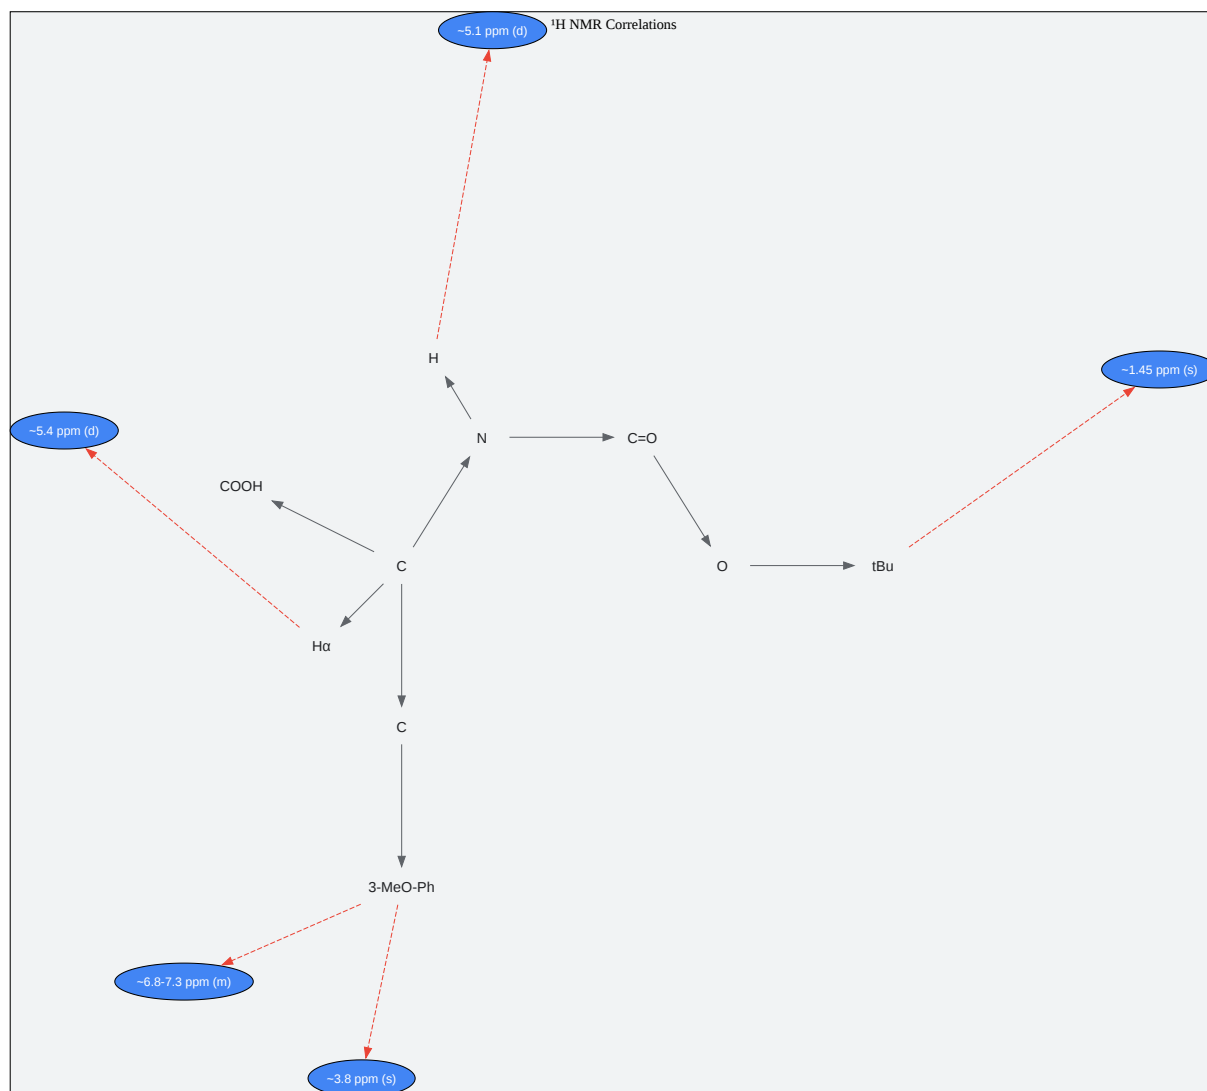 ~5.1 ppm (d)
¹H NMR Correlations
H
~1.45 ppm (s)
~5.4 ppm (d)
N
C=O
COOH
C
O
tBu
Hα
C
3-MeO-Ph
~6.8-7.3 ppm (m)
~3.8 ppm (s)